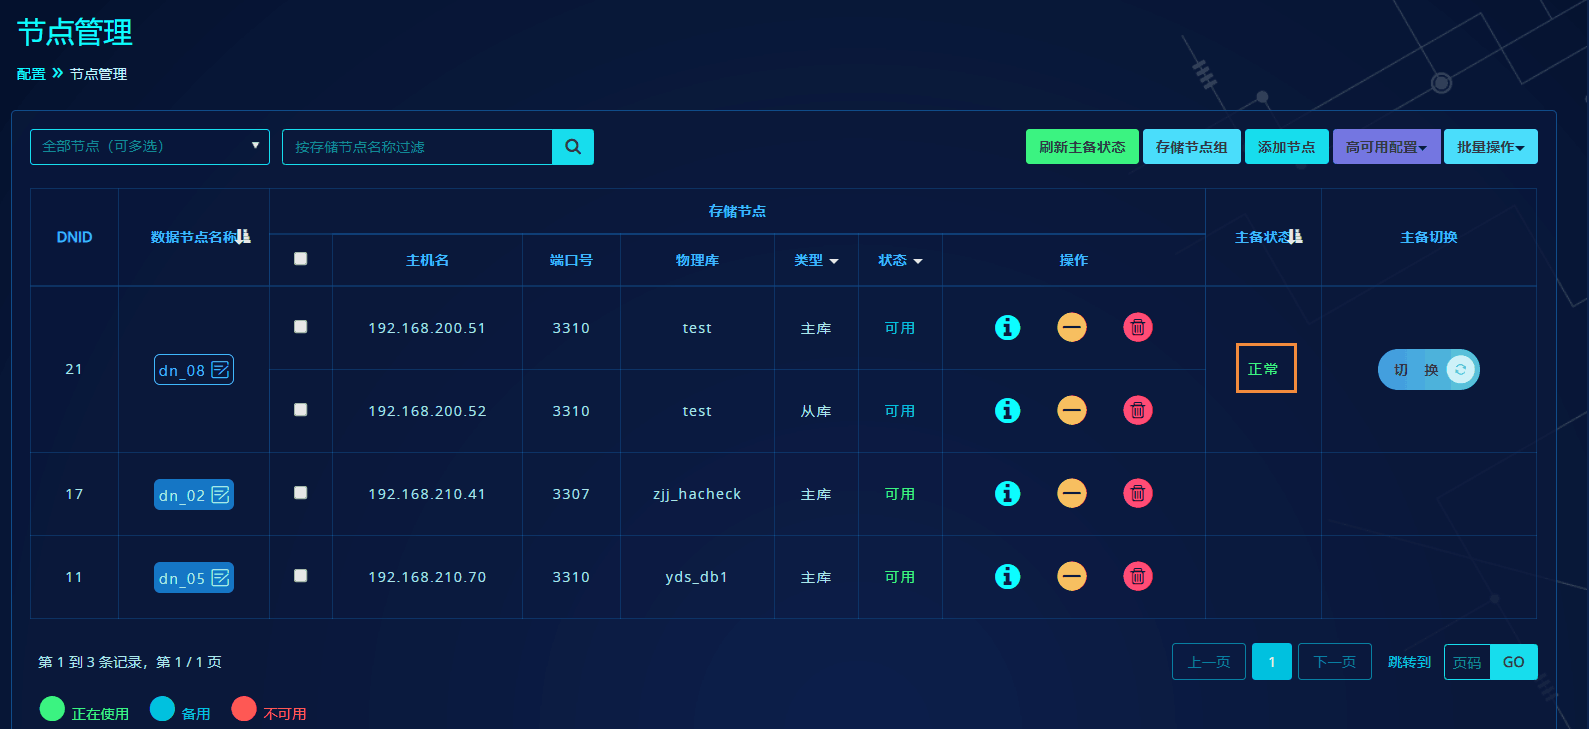 节点管理
配置 » 节点管理
全部节点（可多选） 按存储节点名称过滤 刷新主备状态 存储节点组 添加节点 高可用配置 批量操作
DNID 数据节点名称 存储节点 主备状态 主备切换
主机名 端口号 物理库 类型 状态 操作
21 dn_08 192.168.200.51 3310 test 主库 可用 正常 切 换
192.168.200.52 3310 test 从库 可用
17 dn_02 192.168.210.41 3307 zjj_hacheck 主库 可用
11 dn_05 192.168.210.70 3310 yds_db1 主库 可用
第 1 到 3 条记录，第 1 / 1 页 上一页 1 下一页 跳转到 页码 GO
正在使用 备用 不可用